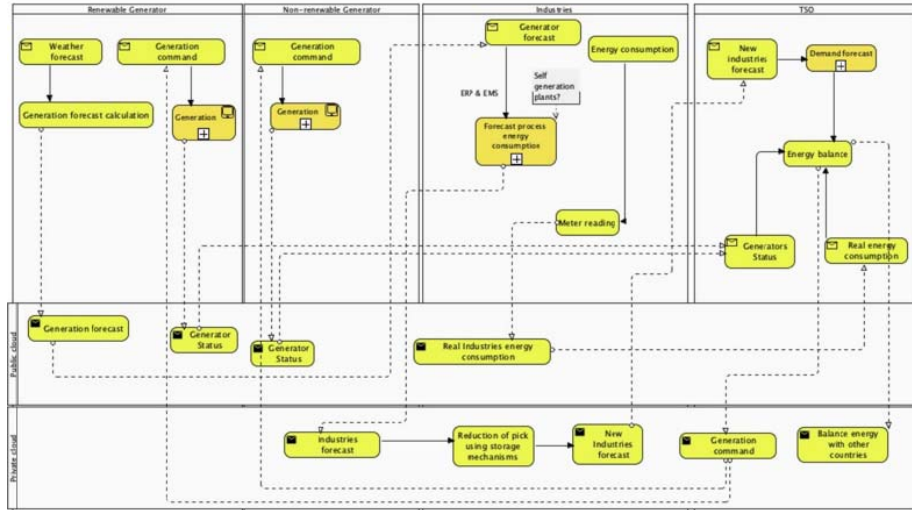 Renewable Generator
Non-renewable Generator
Industries
TSO
Weather
forecast
Generation
command
Generation
command
Generator
forecast
Energy consumption
New
industries
forecast
Demand forecast
Self
generation
plants?
ERP & EMS
Generation forecast calculation
Generation
Generation
Forecast process
energy
consumption
Energy balance
Meter reading
Generators
Status
Real energy
consumption
Public cloud
Generation forecast
Generator
Status
Generator
Status
Real Industries energy
consumption
Private cloud
Industries
forecast
Reduction of pick
using storage
mechanisms
New
Industries
forecast
Generation
command
Balance energy
with other
countries